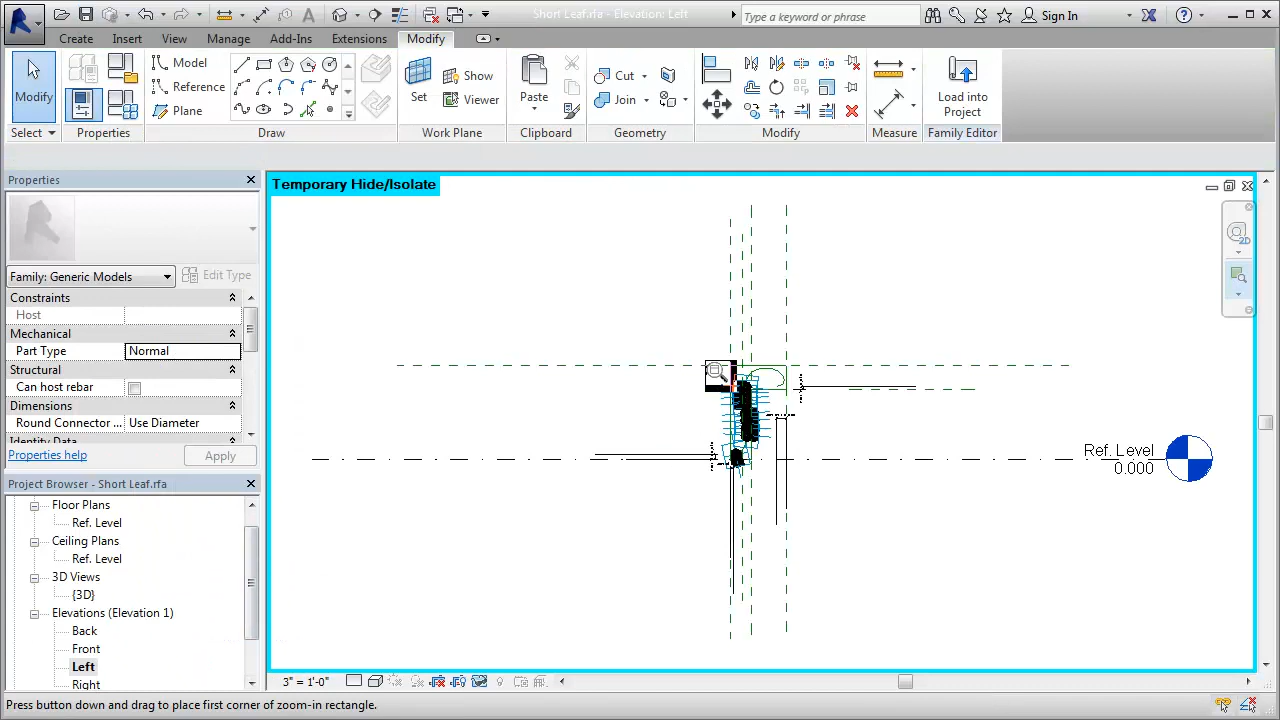 Short Leaf.rfa - Elevation: Left
Type a keyword or phrase
Sign In
Create
Insert
View
Manage
Add-Ins
Extensions
Modify
Modify
Model
Reference
Plane
Set
Show
Viewer
Paste
Cut
Join
Load into
Project
Select
Properties
Draw
Work Plane
Clipboard
Geometry
Modify
Measure
Family Editor
Properties
Family: Generic Models
Edit Type
Constraints
Host
Mechanical
Part Type
Normal
Structural
Can host rebar
Dimensions
Round Connector ...
Use Diameter
Identity Data
Properties help
Apply
Project Browser - Short Leaf.rfa
Floor Plans
Ref. Level
Ceiling Plans
Ref. Level
3D Views
{3D}
Elevations (Elevation 1)
Back
Front
Left
Right
Temporary Hide/Isolate
2D
Ref. Level
0.000
3" = 1'-0"
Press button down and drag to place first corner of zoom-in rectangle.